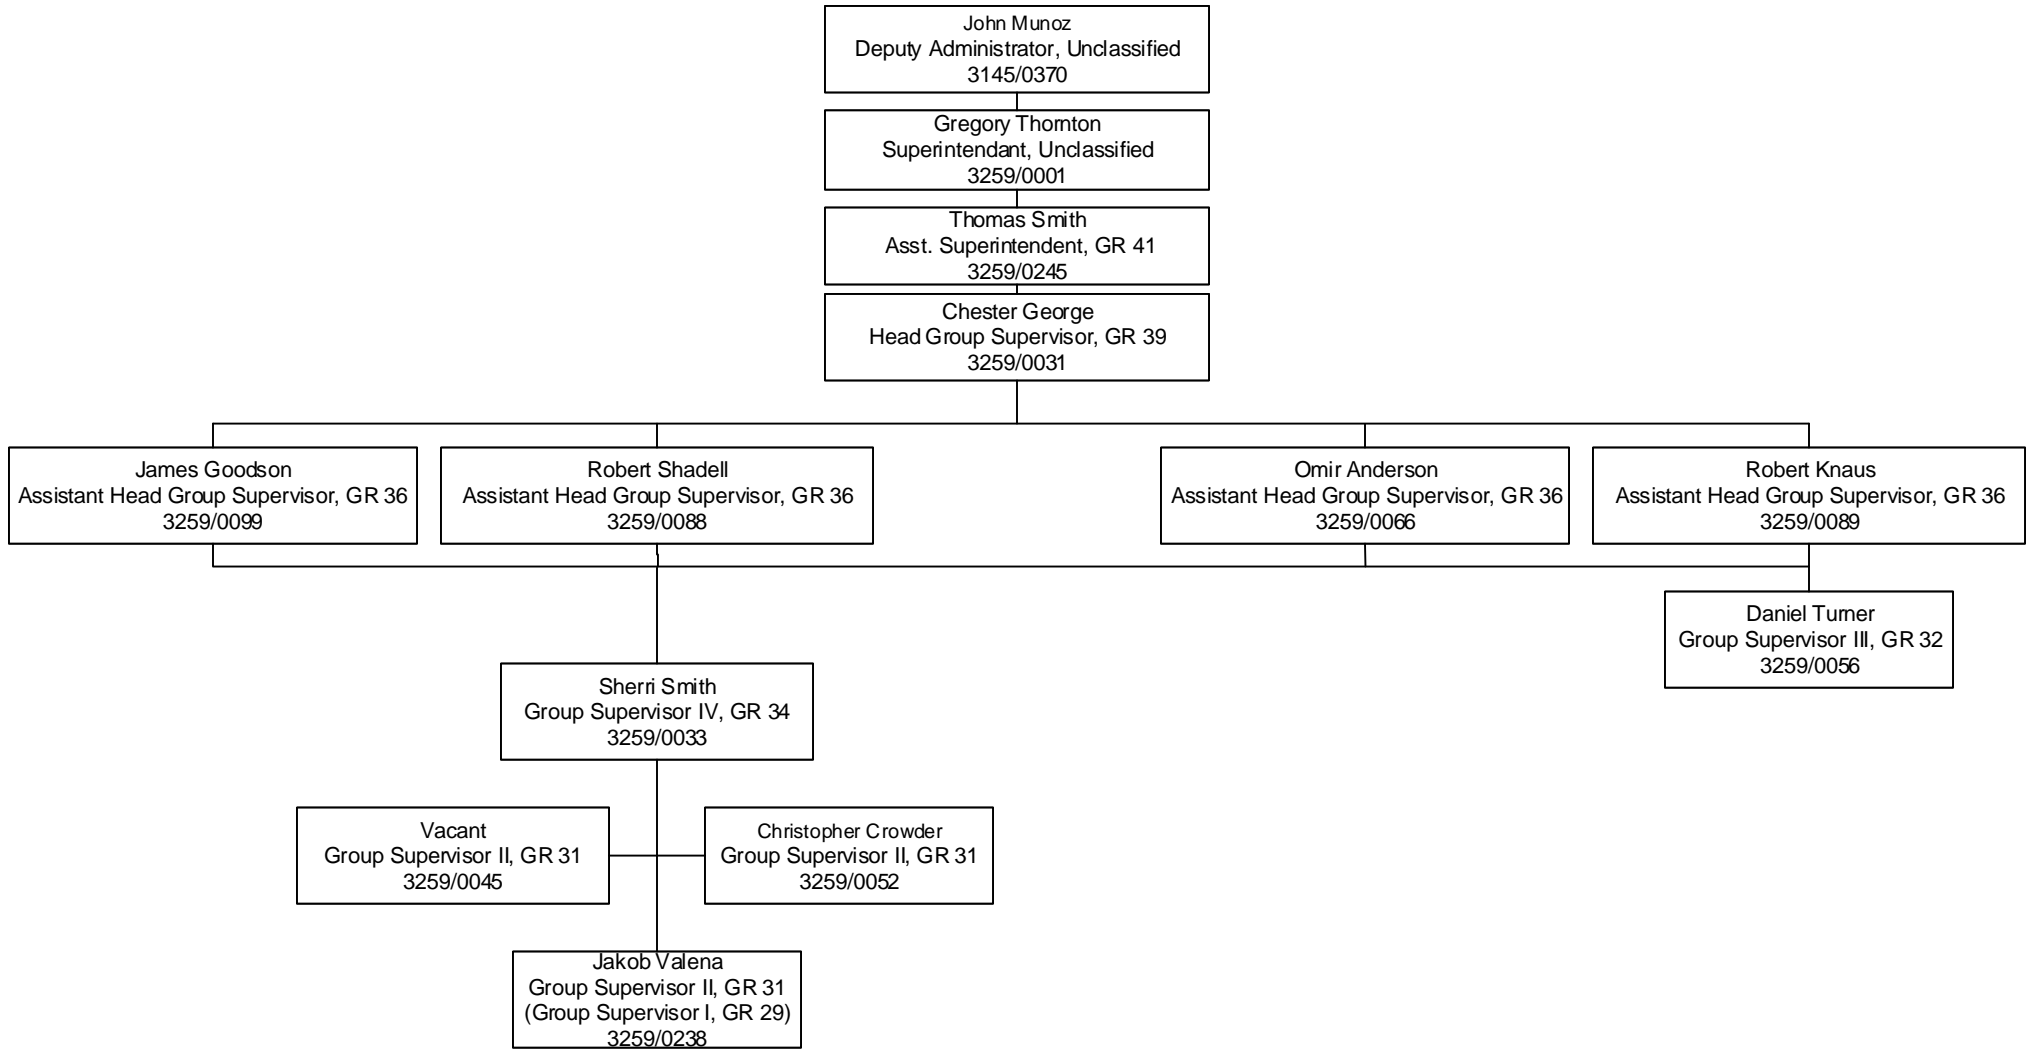 John Munoz
Deputy Administrator, Unclassified
3145/0370
Gregory Thornton
Superintendant, Unclassified
3259/0001
Thomas Smith
Asst. Superintendent, GR 41
3259/0245
Chester George
Head Group Supervisor, GR 39
3259/0031
James Goodson
Assistant Head Group Supervisor, GR 36
3259/0099
Robert Shadell
Assistant Head Group Supervisor, GR 36
3259/0088
Omir Anderson
Assistant Head Group Supervisor, GR 36
3259/0066
Robert Knaus
Assistant Head Group Supervisor, GR 36
3259/0089
Daniel Turner
Group Supervisor III, GR 32
3259/0056
Sherri Smith
Group Supervisor IV, GR 34
3259/0033
Vacant
Group Supervisor II, GR 31
3259/0045
Christopher Crowder
Group Supervisor II, GR 31
3259/0052
Jakob Valena
Group Supervisor II, GR 31
(Group Supervisor I, GR 29)
3259/0238